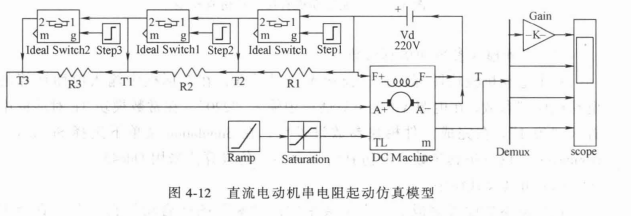 2 1
m g
2 1
m g
2 1
m g
Vd
220V
Gain
-K-
Ideal Switch2 Step3 Ideal Switch1 Step2 Ideal Switch Step1
T3 R3 T1 R2 T2 R1
F+ F-
A+ A-
TL m
T
Ramp
Saturation
DC Machine
Demux
scope
图 4-12 直流电动机串电阻起动仿真模型